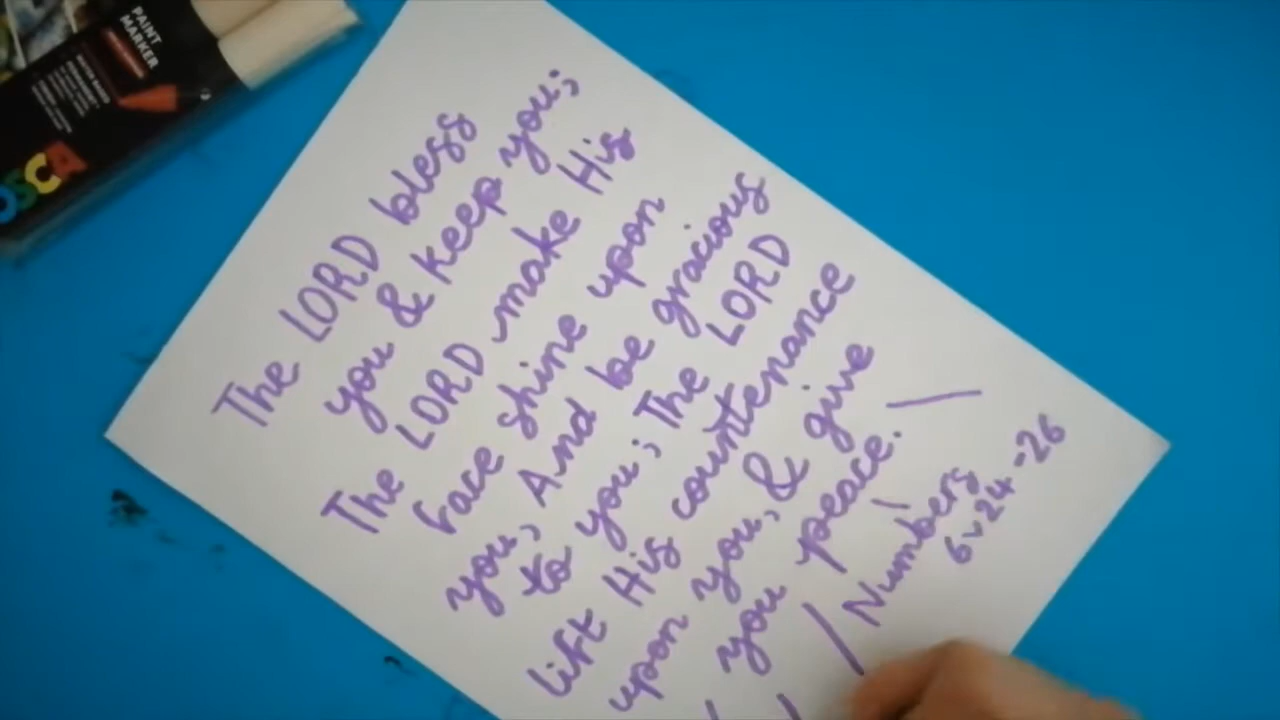 PAINT
MARKER
OSCA
The LORD bless
you & keep you;
The LORD make His
face shine upon
you, And be gracious
to you; The LORD
lift His countenance
upon you, & give
you peace.
Numbers
6v24-26